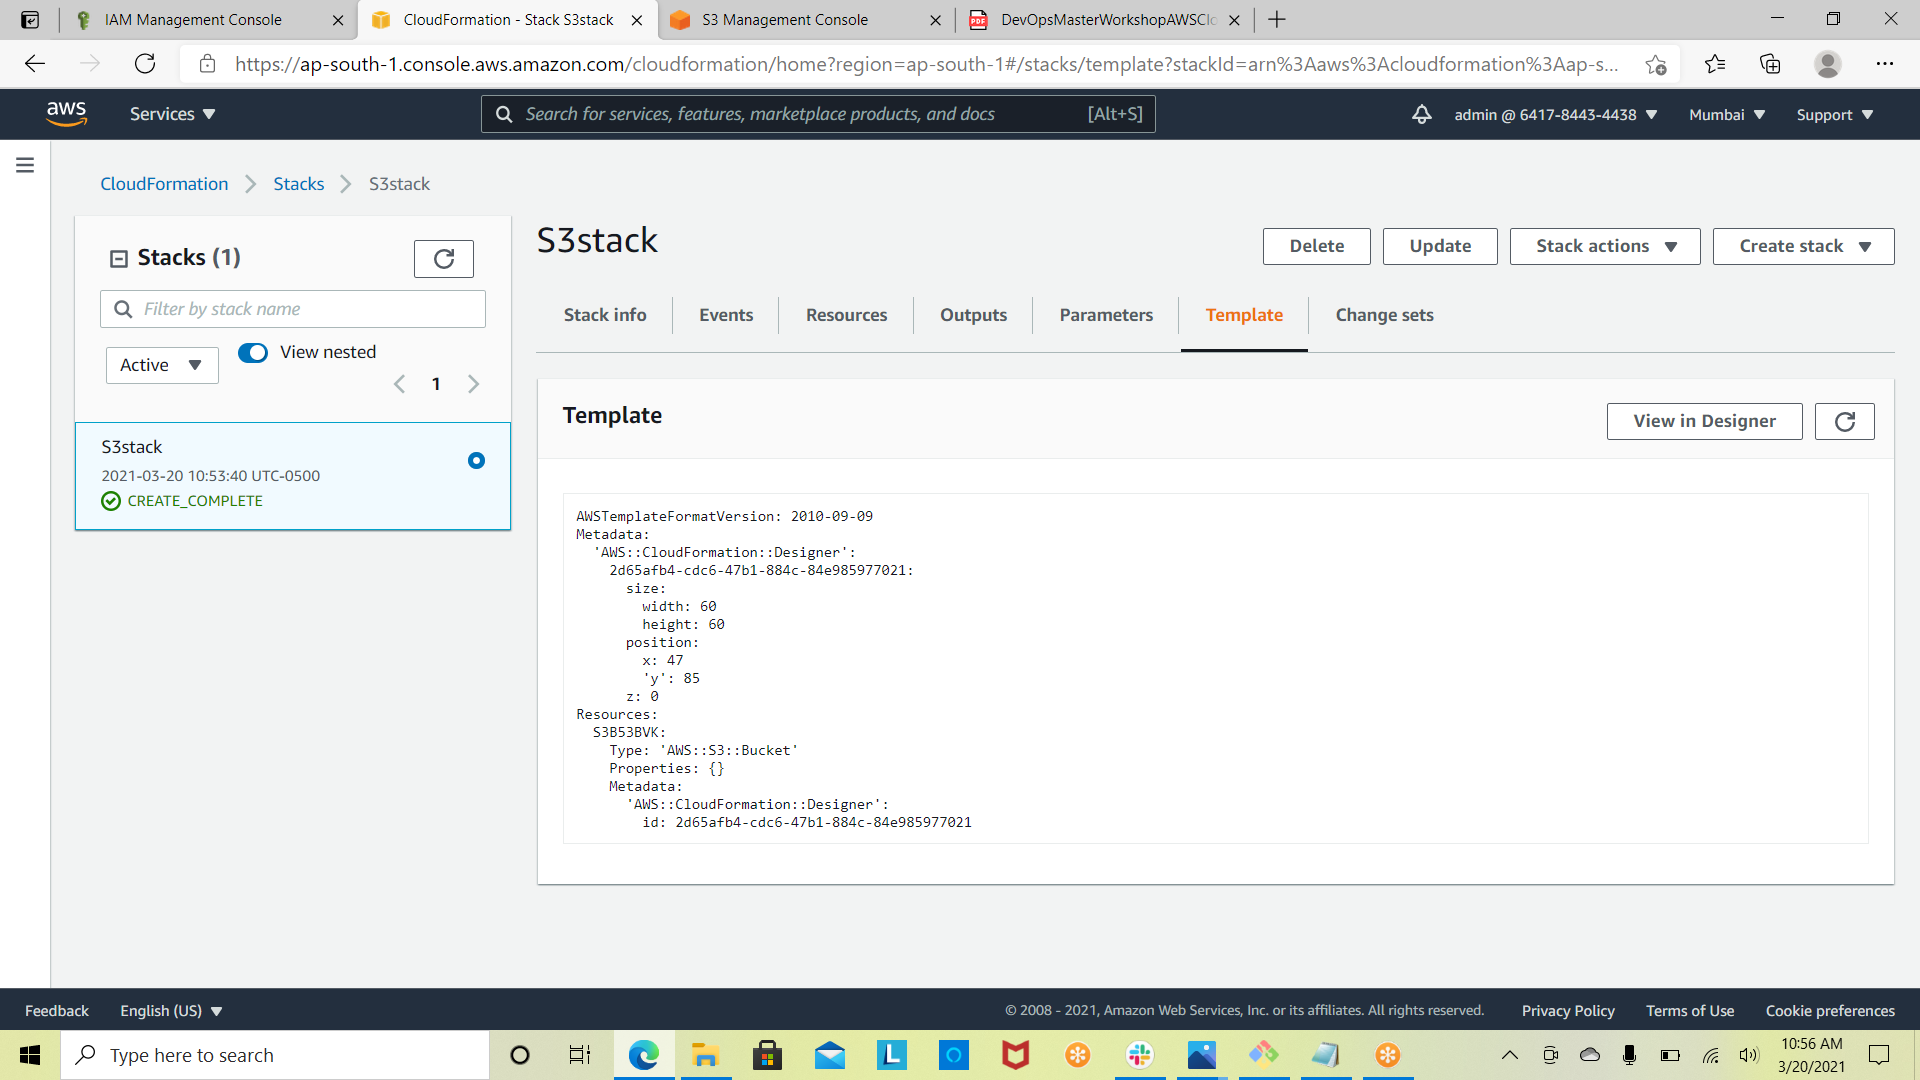 IAM Management Console
CloudFormation - Stack S3stack
S3 Management Console
DevOpsMasterWorkshopAWSClo
https://ap-south-1.console.aws.amazon.com/cloudformation/home?region=ap-south-1#/stacks/template?stackId=arn%3Aaws%3Acloudformation%3Aap-s...
aws
Services
Search for services, features, marketplace products, and docs
[Alt+S]
admin @ 6417-8443-4438
Mumbai
Support
CloudFormation
Stacks
S3stack
Stacks (1)
Filter by stack name
Active
View nested
1
S3stack
2021-03-20 10:53:40 UTC-0500
CREATE_COMPLETE
S3stack
Delete
Update
Stack actions
Create stack
Stack info
Events
Resources
Outputs
Parameters
Template
Change sets
Template
View in Designer
AWSTemplateFormatVersion: 2010-09-09
Metadata:
'AWS::CloudFormation::Designer':
2d65afb4-cdc6-47b1-884c-84e985977021:
size:
width: 60
height: 60
position:
x: 47
'y': 85
z: 0
Resources:
S3B53BVK:
Type: 'AWS::S3::Bucket'
Properties: {}
Metadata:
'AWS::CloudFormation::Designer':
id: 2d65afb4-cdc6-47b1-884c-84e985977021
Feedback
English (US)
© 2008 - 2021, Amazon Web Services, Inc. or its affiliates. All rights reserved.
Privacy Policy
Terms of Use
Cookie preferences
Type here to search
L
10:56 AM
3/20/2021